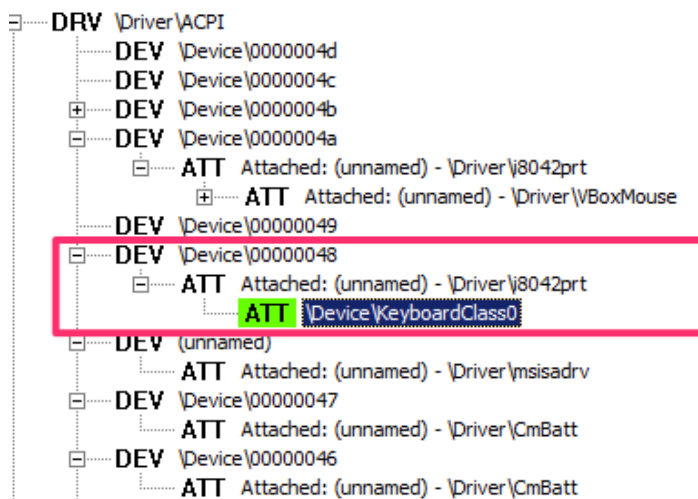 DRV \Driver\ACPI
DEV \Device\0000004d
DEV \Device\0000004c
DEV \Device\0000004b
DEV \Device\0000004a
ATT Attached: (unnamed) - \Driver\i8042prt
ATT Attached: (unnamed) - \Driver\VBoxMouse
DEV \Device\00000049
DEV \Device\00000048
ATT Attached: (unnamed) - \Driver\i8042prt
ATT \Device\KeyboardClass0
DEV (unnamed)
ATT Attached: (unnamed) - \Driver\msisadrv
DEV \Device\00000047
ATT Attached: (unnamed) - \Driver\CmBatt
DEV \Device\00000046
ATT Attached: (unnamed) - \Driver\CmBatt